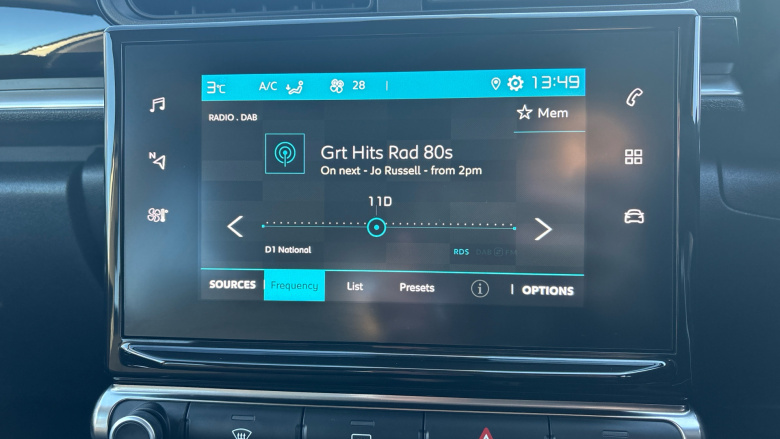 3°C A/C 28 | 13:49
RADIO . DAB
Mem
Grt Hits Rad 80s
On next - Jo Russell - from 2pm
11D
D1 National
RDS
N
SOURCES | Frequency List Presets i | OPTIONS